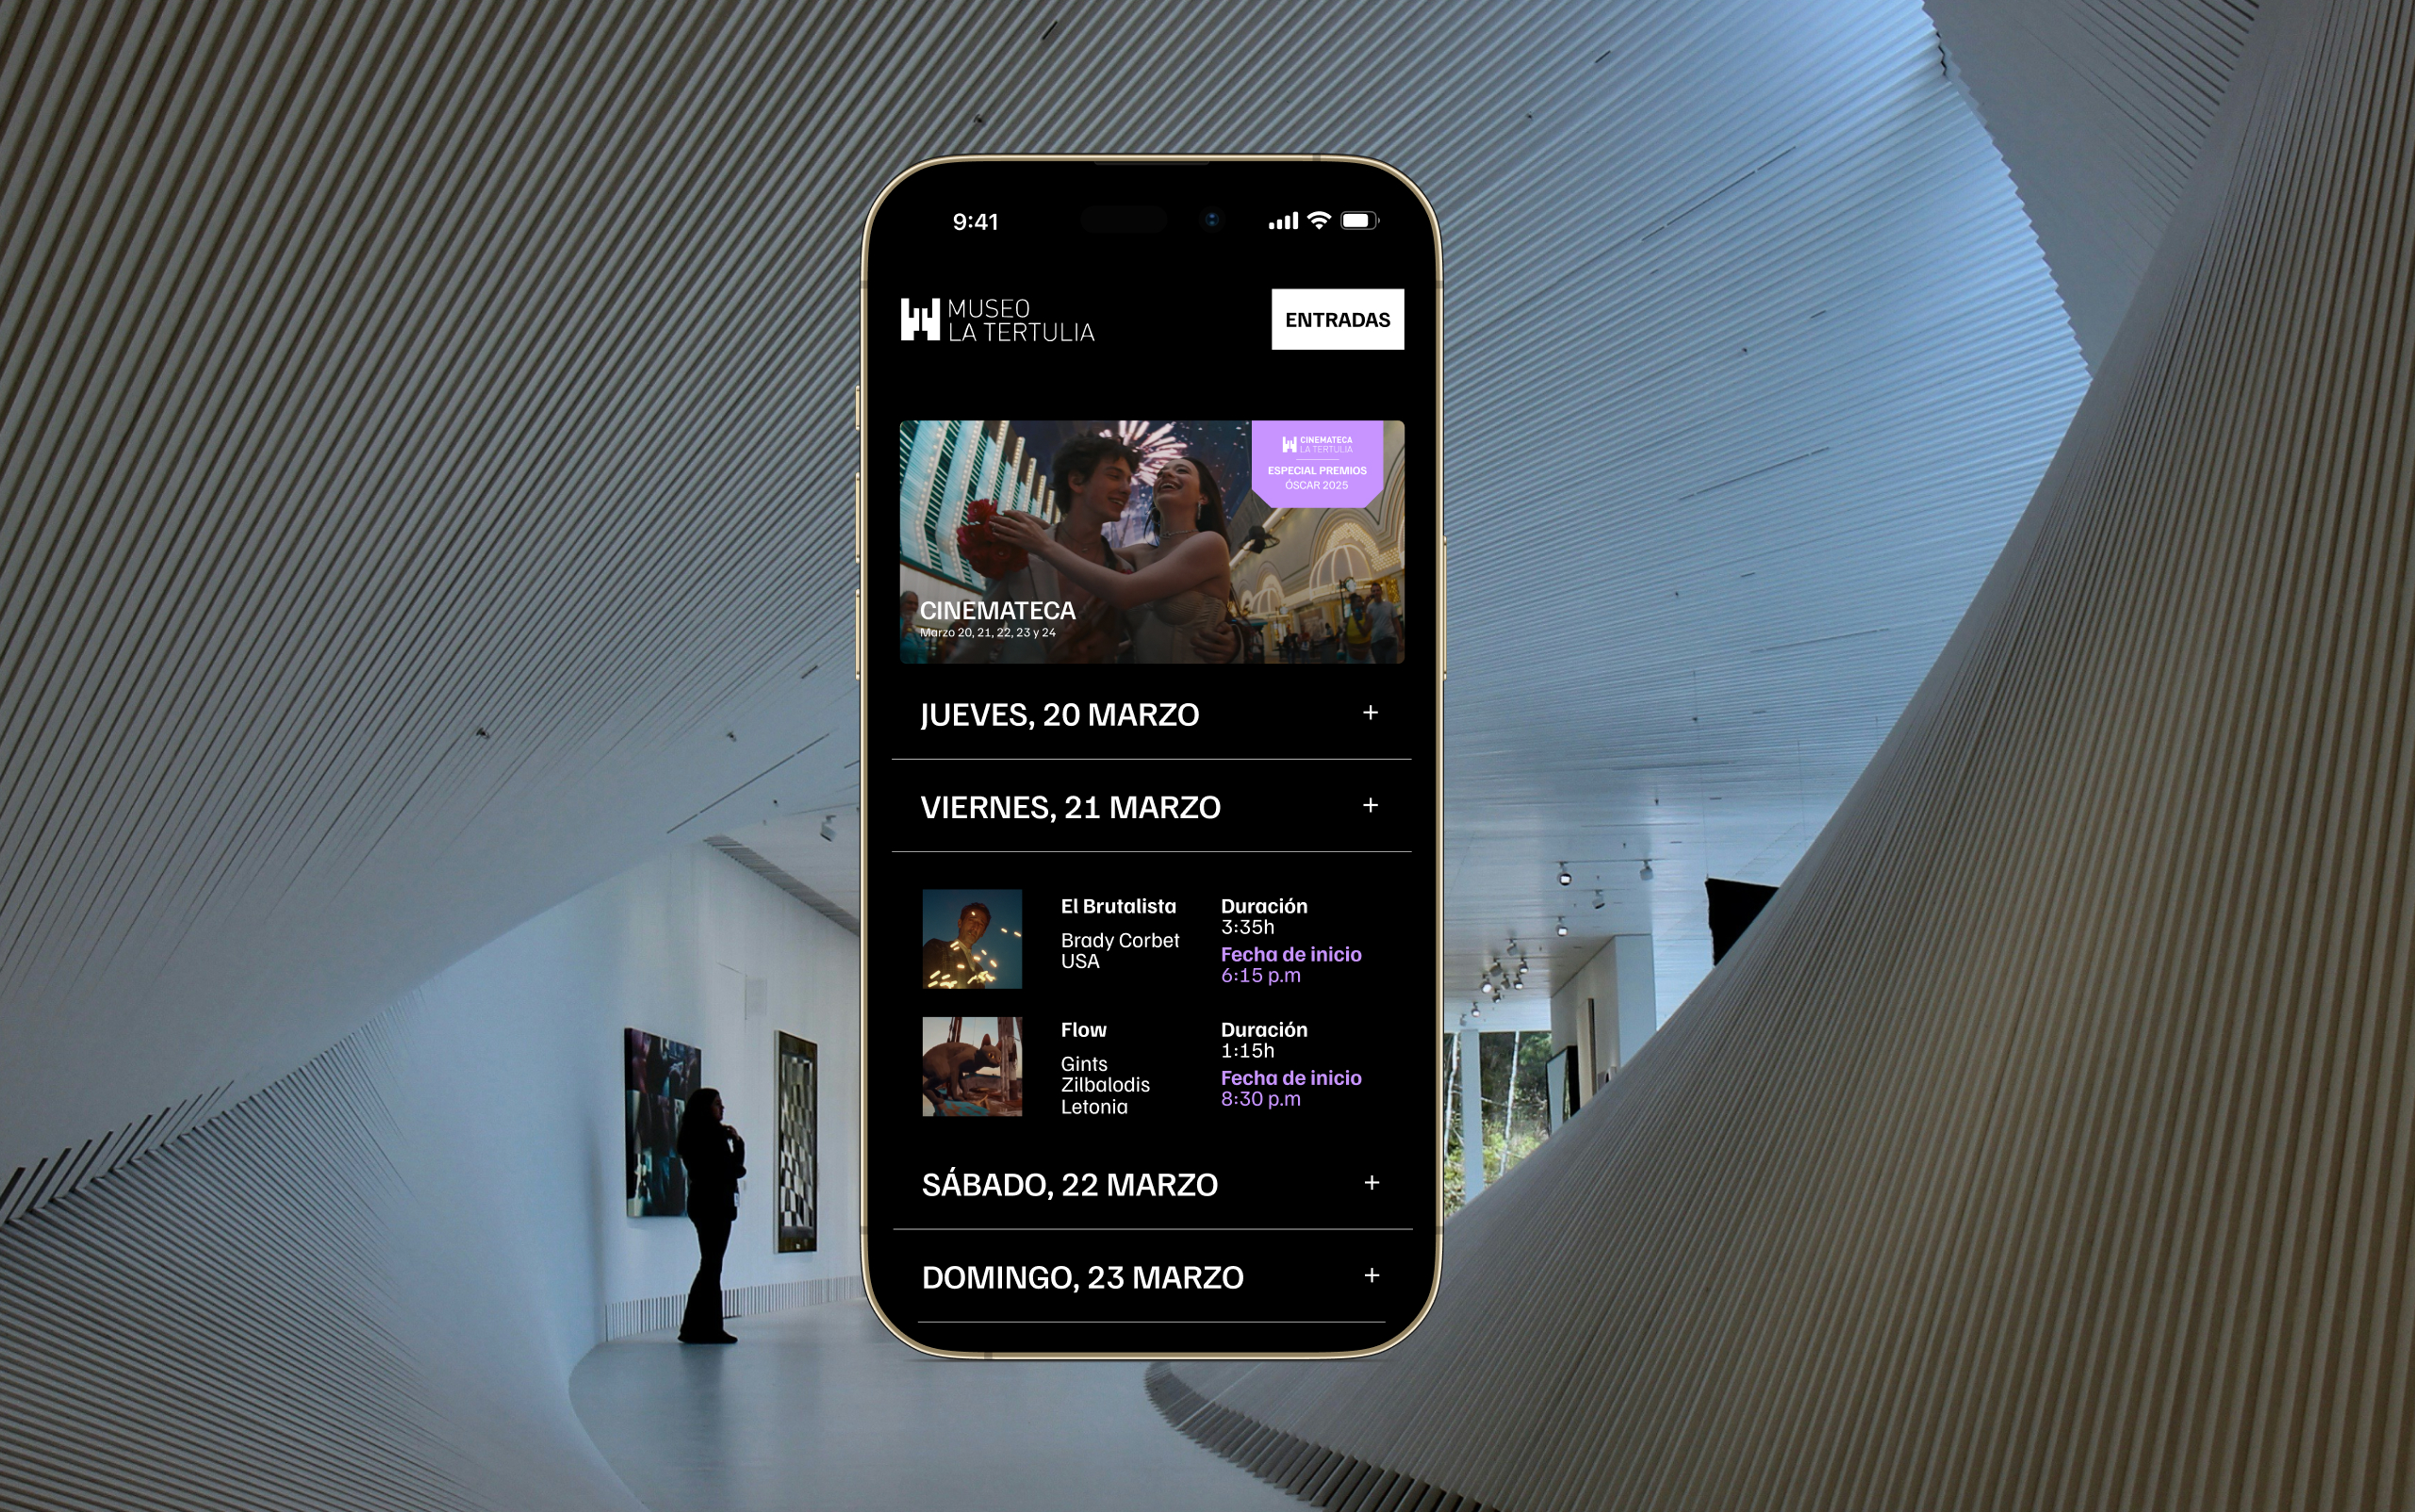 9:41
MUSEO
LA TERTULIA
ENTRADAS
CINEMATECA
LA TERTULIA
ESPECIAL PREMIOS
ÓSCAR 2025
CINEMATECA
Marzo 20, 21, 22, 23 y 24
JUEVES, 20 MARZO +
VIERNES, 21 MARZO +
El Brutalista
Brady Corbet
USA
Duración
3:35h
Fecha de inicio
6:15 p.m
Flow
Gints
Zilbalodis
Letonia
Duración
1:15h
Fecha de inicio
8:30 p.m
SÁBADO, 22 MARZO +
DOMINGO, 23 MARZO +